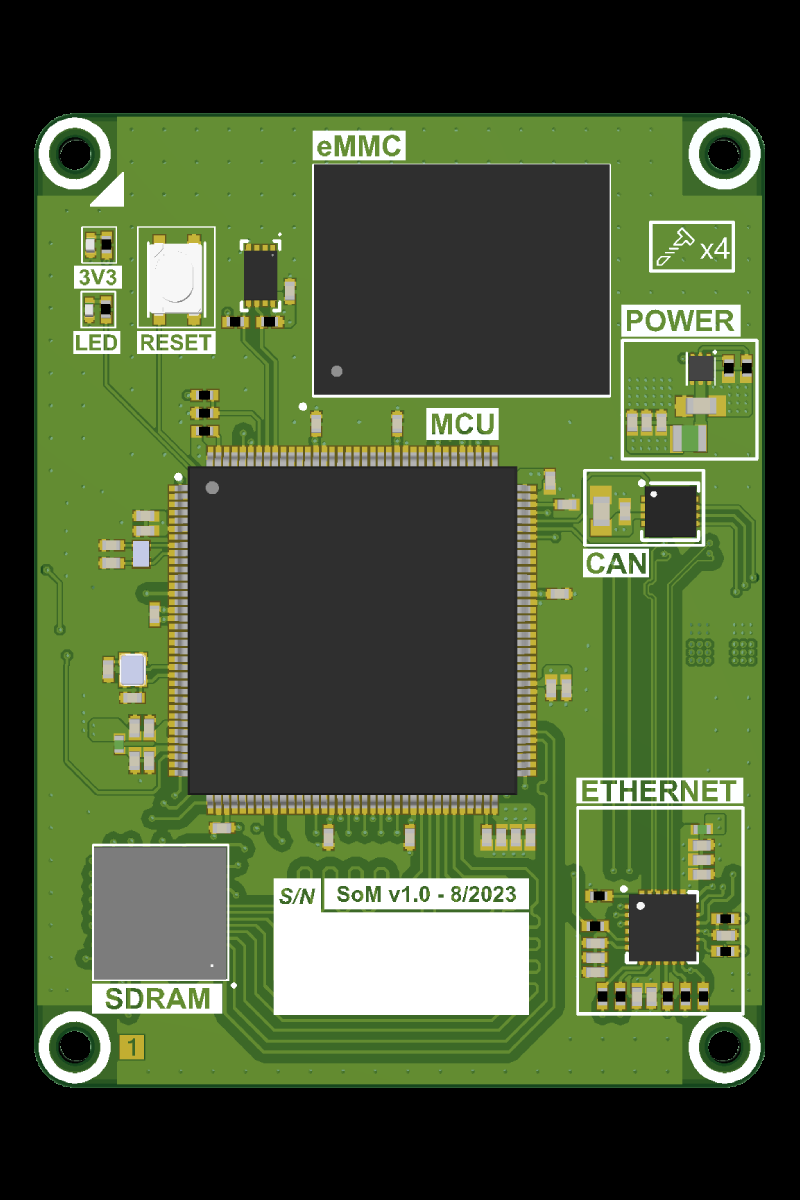 eMMC
x4
3V3
LED
RESET
POWER
MCU
CAN
ETHERNET
S/N
SoM v1.0 - 8/2023
SDRAM
1